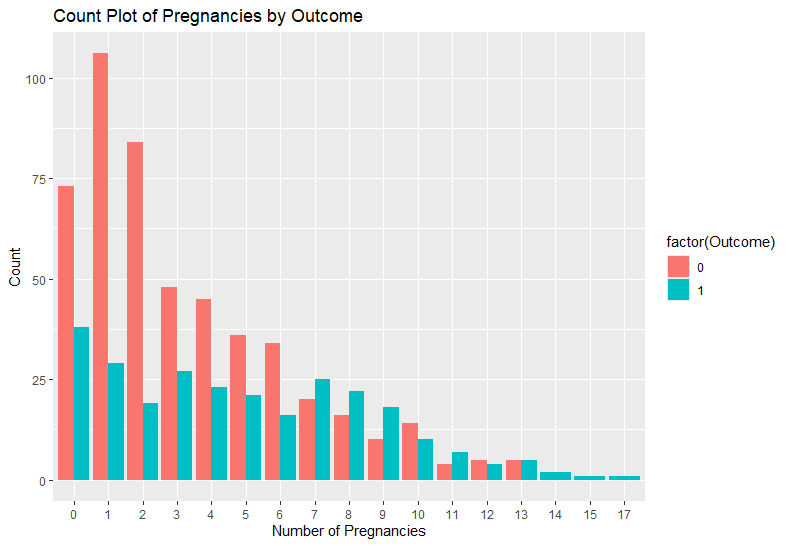 Count Plot of Pregnancies by Outcome
100
75
50
25
0
Count
0 1 2 3 4 5 6 7 8 9 10 11 12 13 14 15 17
Number of Pregnancies
factor(Outcome)
0
1